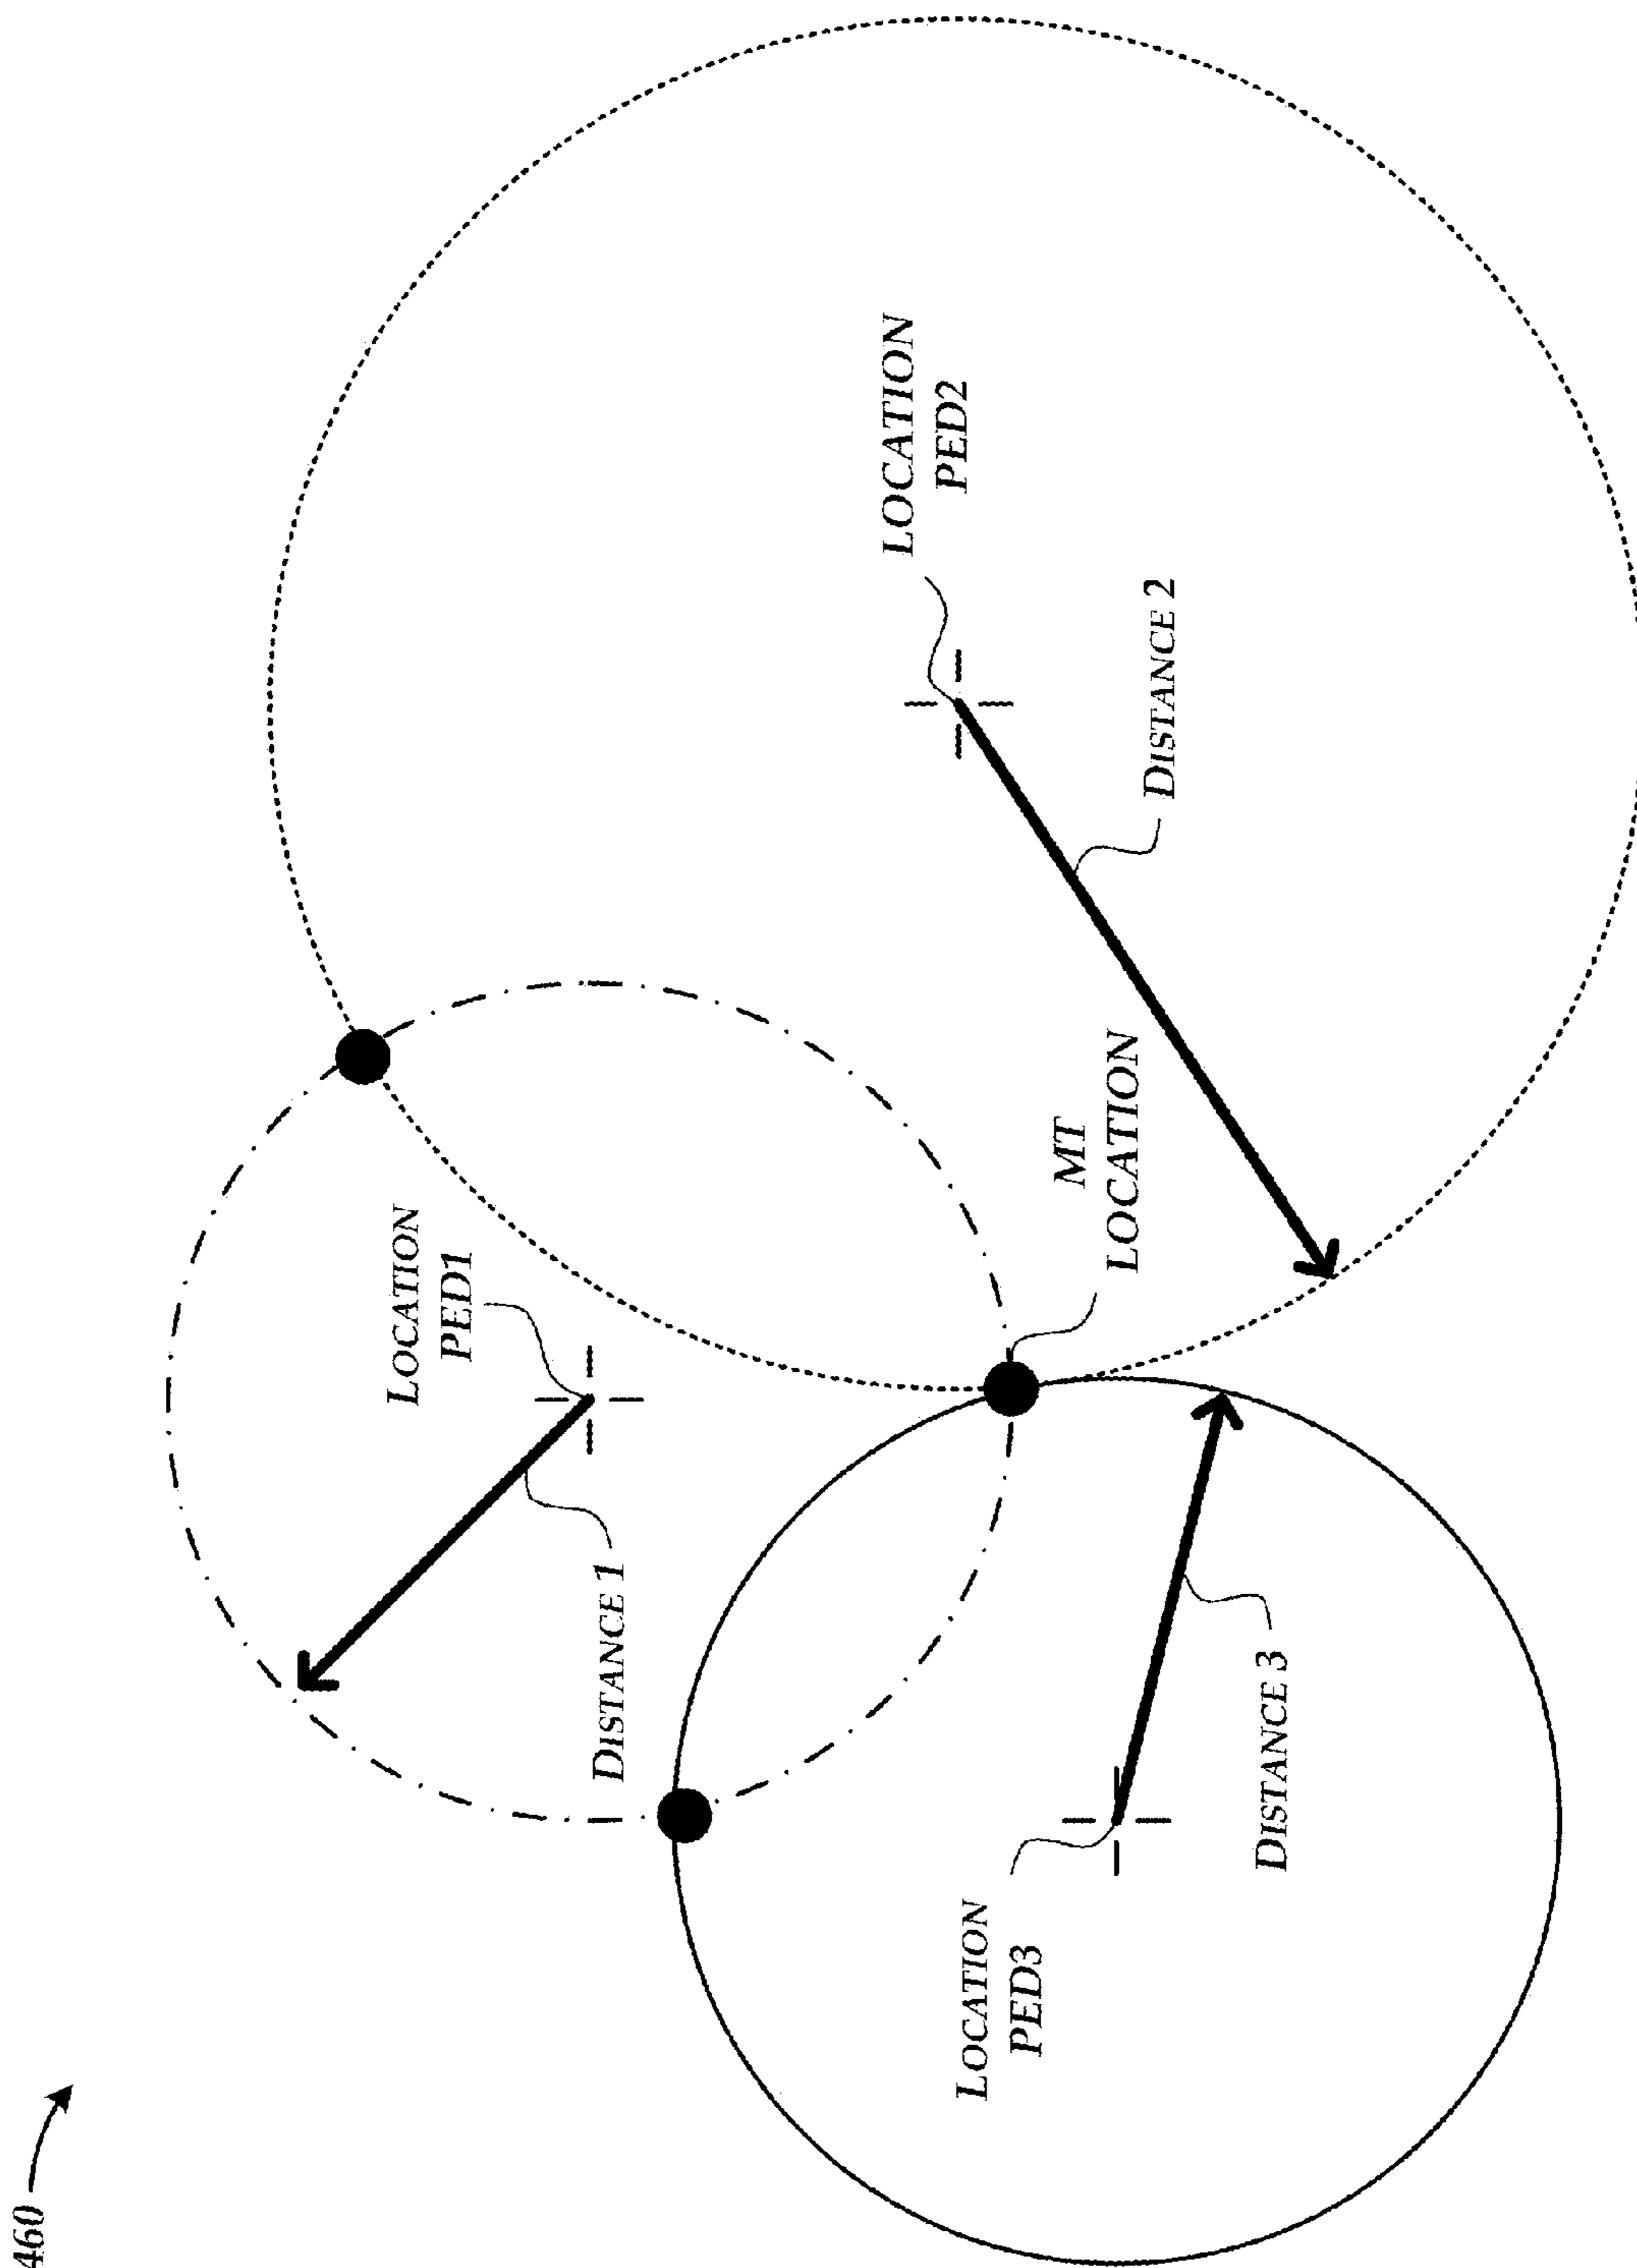 460
LOCATION
PED1
DISTANCE 1
LOCATION
PED2
DISTANCE 2
MT
LOCATION
LOCATION
PED3
DISTANCE 3